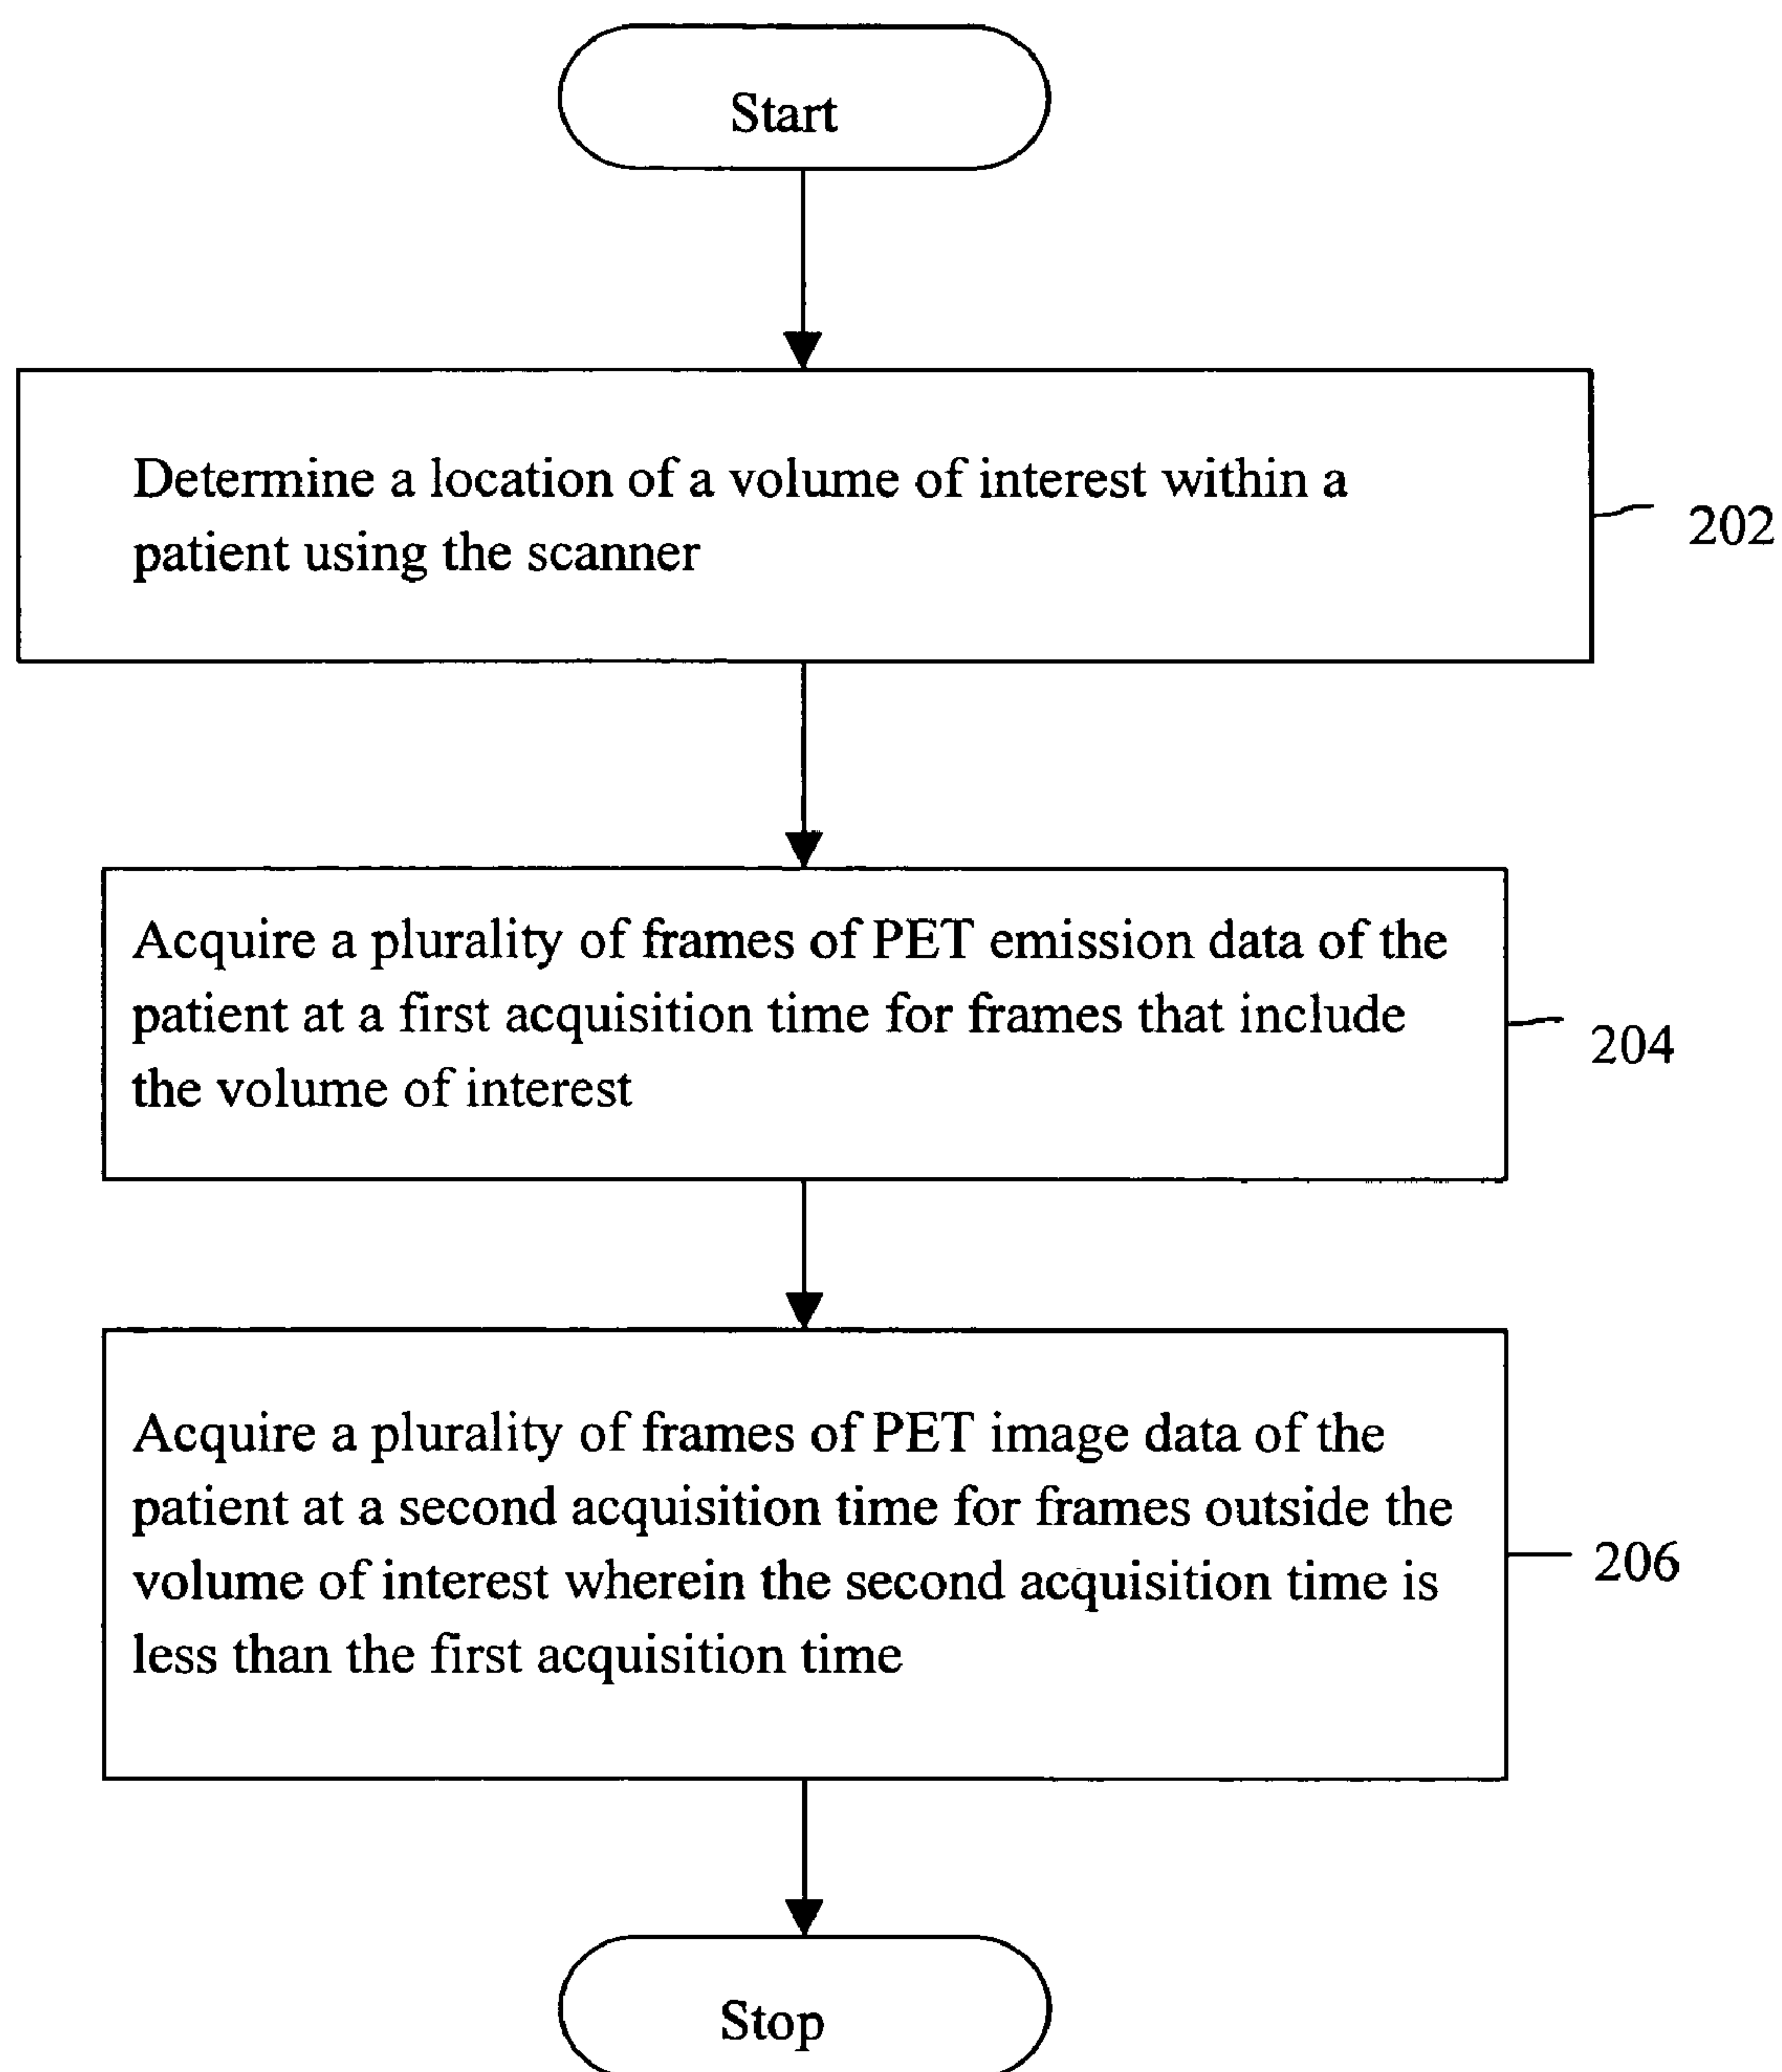 Start
Determine a location of a volume of interest within a
patient using the scanner
202
Acquire a plurality of frames of PET emission data of the
patient at a first acquisition time for frames that include
the volume of interest
204
Acquire a plurality of frames of PET image data of the
patient at a second acquisition time for frames outside the
volume of interest wherein the second acquisition time is
less than the first acquisition time
206
Stop